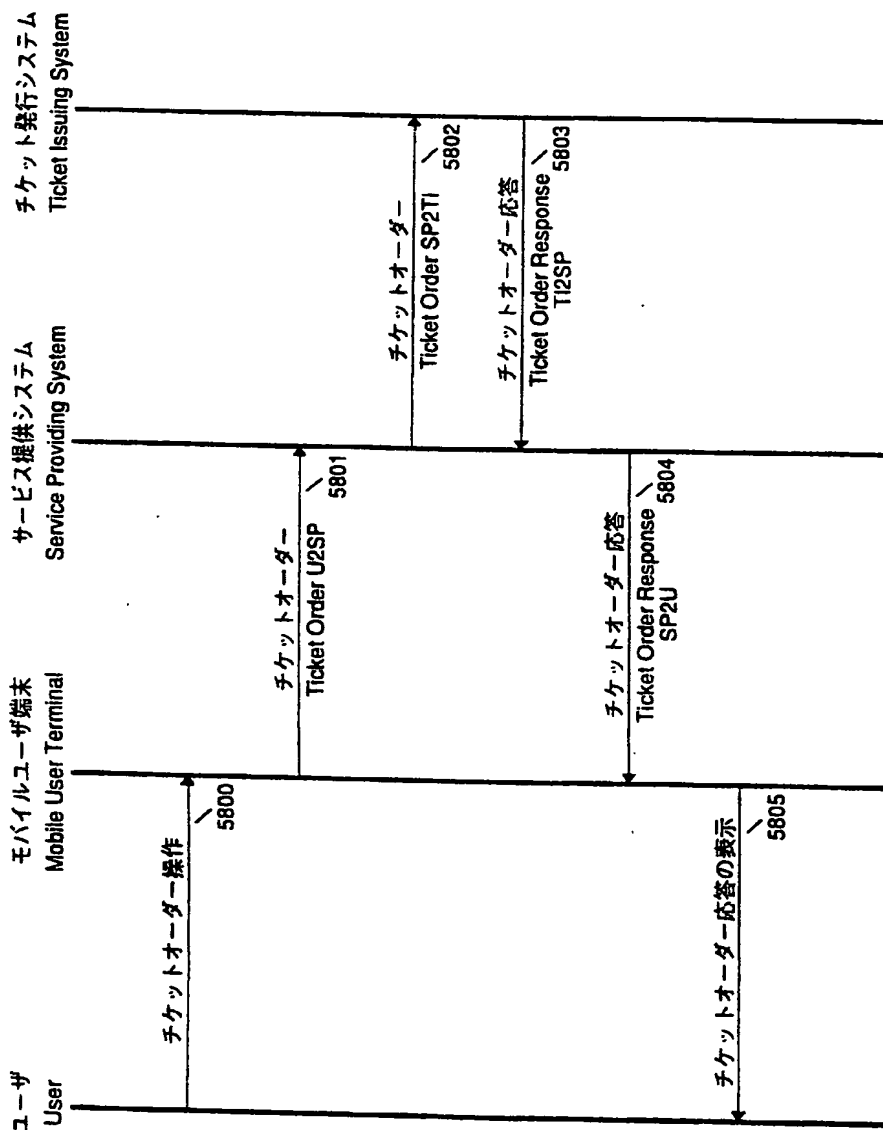 ユーザ
User
モバイルユーザ端末
Mobile User Terminal
サービス提供システム
Service Providing System
チケット発行システム
Ticket Issuing System
チケットオーダー操作
5800
チケットオーダー
Ticket Order U2SP
5801
チケットオーダー
Ticket Order SP2TI
5802
チケットオーダー応答
Ticket Order Response
TI2SP
5803
チケットオーダー応答
Ticket Order Response
SP2U
5804
チケットオーダー応答の表示
5805